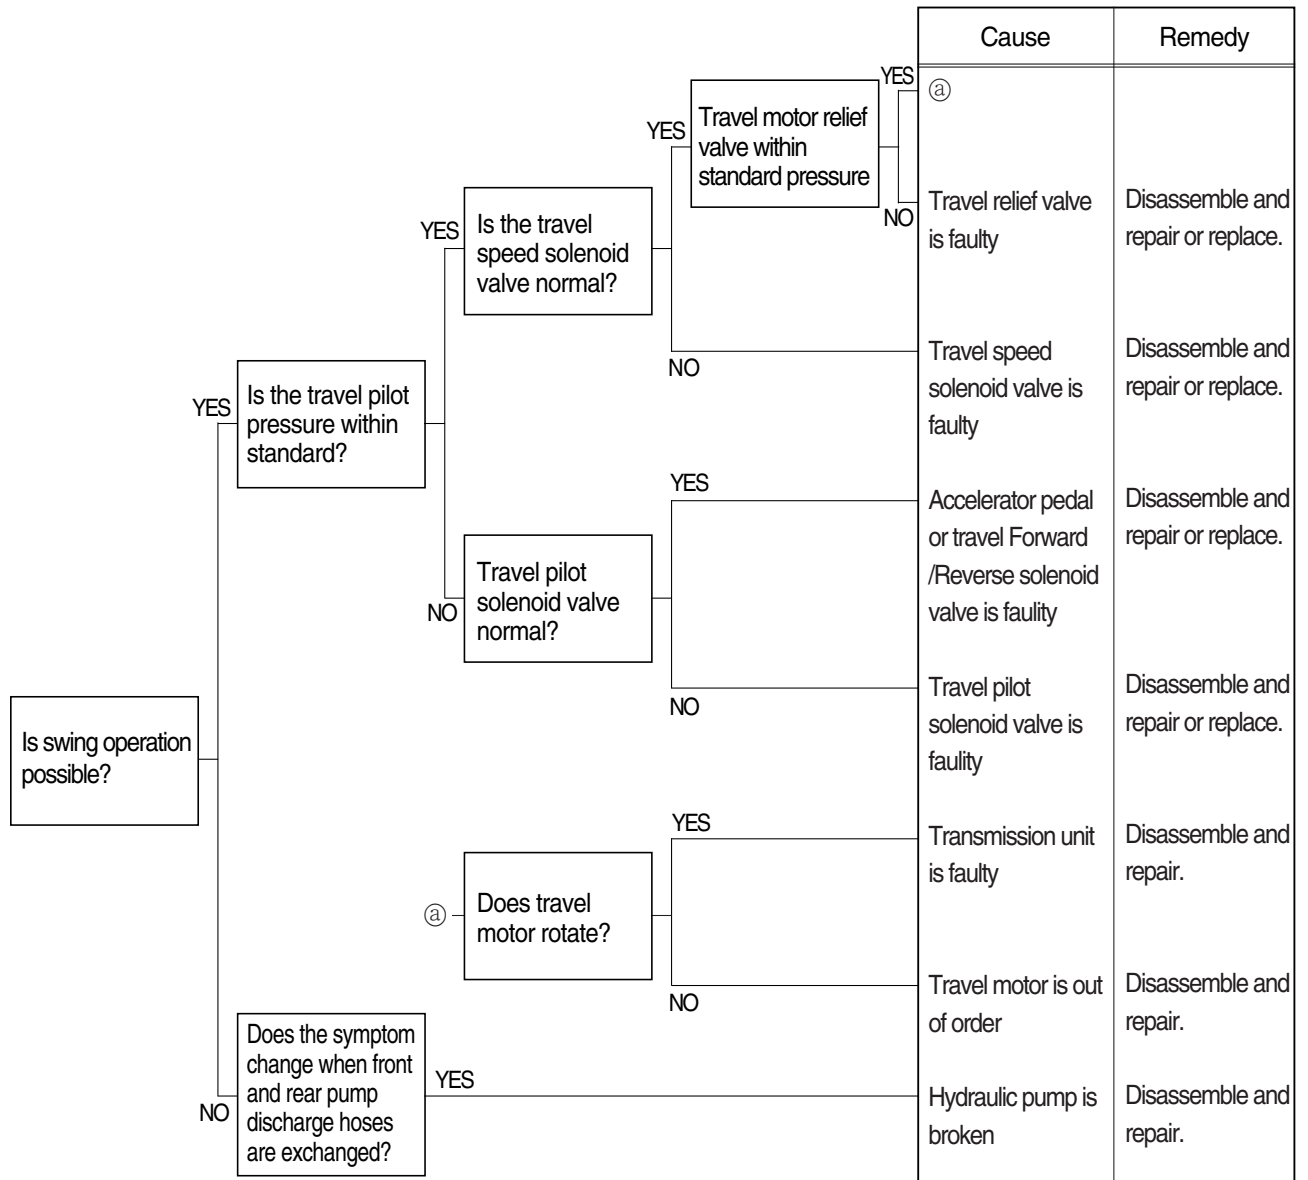 Cause
Remedy
YES
ⓐ
Travel motor relief
valve within
standard pressure
YES
NO
Travel relief valve
is faulty
Disassemble and
repair or replace.
YES
Is the travel
speed solenoid
valve normal?
NO
Travel speed
solenoid valve is
faulty
Disassemble and
repair or replace.
YES
Is the travel pilot
pressure within
standard?
YES
Accelerator pedal
or travel Forward
/Reverse solenoid
valve is faulity
Disassemble and
repair or replace.
NO
Travel pilot
solenoid valve
normal?
NO
Travel pilot
solenoid valve is
faulity
Disassemble and
repair or replace.
Is swing operation
possible?
YES
Transmission unit
is faulty
Disassemble and
repair.
ⓐ
Does travel
motor rotate?
NO
Travel motor is out
of order
Disassemble and
repair.
NO
Does the symptom
change when front
and rear pump
discharge hoses
are exchanged?
YES
Hydraulic pump is
broken
Disassemble and
repair.